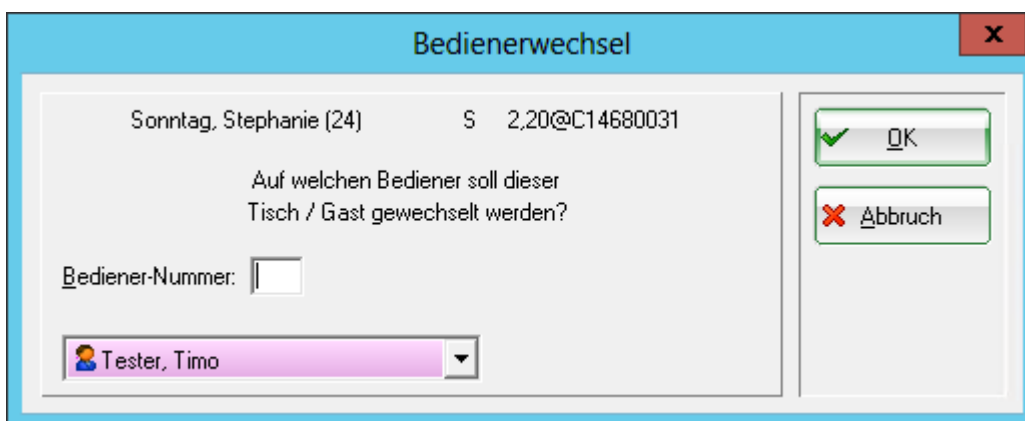 Bedienerwechsel
x
Sonntag, Stephanie (24) S 2,20@C14680031
Auf welchen Bediener soll dieser
Tisch / Gast gewechselt werden?
Bediener-Nummer:
Tester, Timo
OK
Abbruch